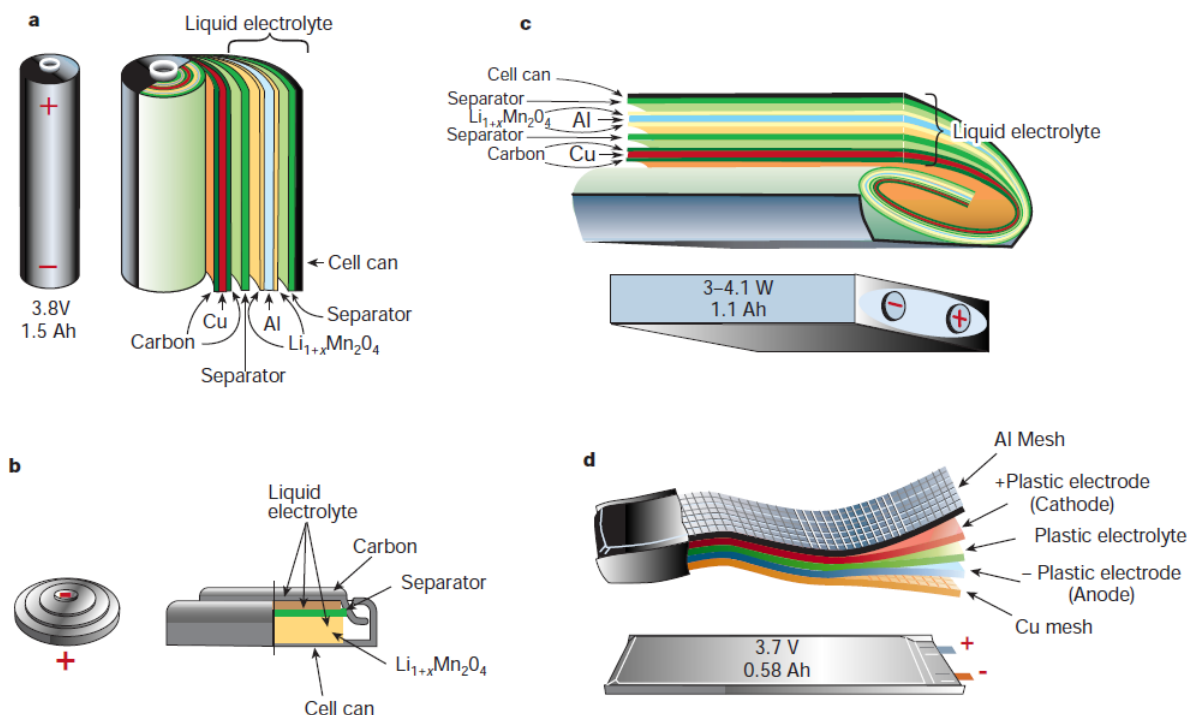 a
Liquid electrolyte
+
−
3.8V
1.5 Ah
Cell can
Cu
Al
Separator
Carbon
Li1+xMn2O4
Separator
c
Cell can
Separator
Li1+xMn2O4
Al
Separator
Carbon
Cu
Liquid electrolyte
3–4.1 W
1.1 Ah
−
+
b
Liquid
electrolyte
Carbon
Separator
Li1+xMn2O4
Cell can
−
+
d
Al Mesh
+Plastic electrode
(Cathode)
Plastic electrolyte
– Plastic electrode
(Anode)
Cu mesh
3.7 V
0.58 Ah
+
-